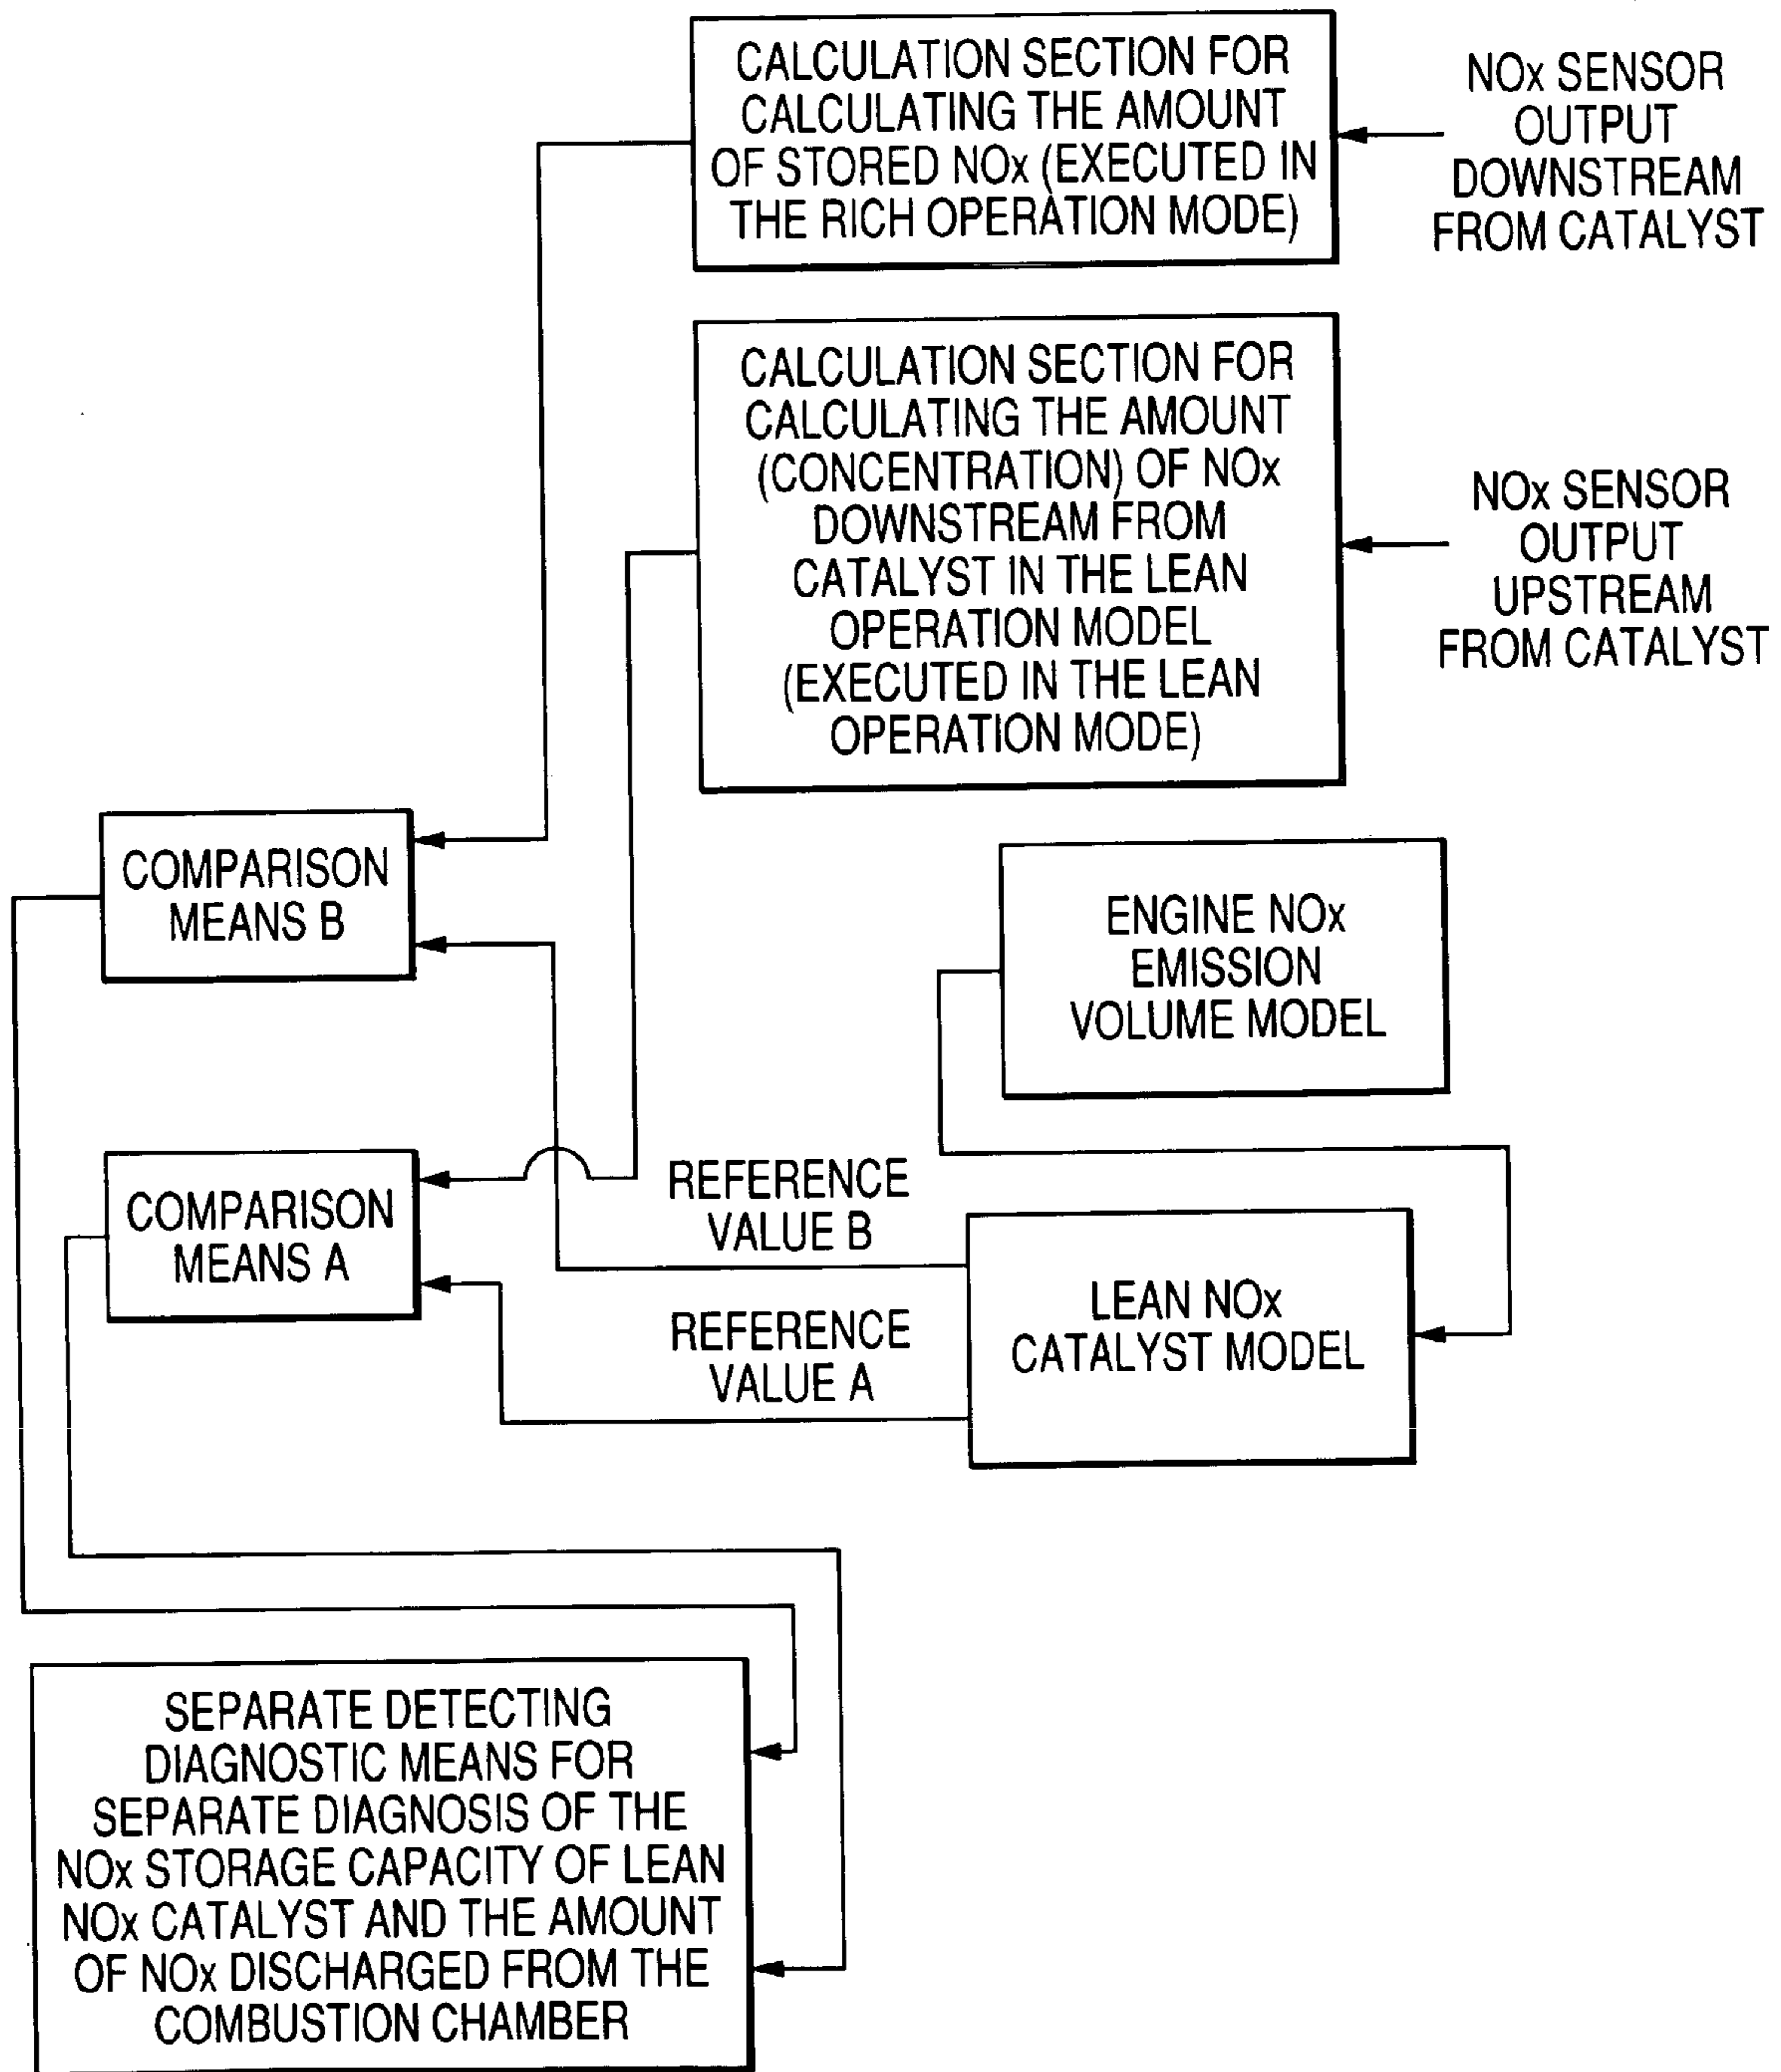 CALCULATION SECTION FOR
CALCULATING THE AMOUNT
OF STORED NOx (EXECUTED IN
THE RICH OPERATION MODE)
NOx SENSOR
OUTPUT
DOWNSTREAM
FROM CATALYST
CALCULATION SECTION FOR
CALCULATING THE AMOUNT
(CONCENTRATION) OF NOx
DOWNSTREAM FROM
CATALYST IN THE LEAN
OPERATION MODEL
(EXECUTED IN THE LEAN
OPERATION MODE)
NOx SENSOR
OUTPUT
UPSTREAM
FROM CATALYST
COMPARISON
MEANS B
ENGINE NOx
EMISSION
VOLUME MODEL
COMPARISON
MEANS A
REFERENCE
VALUE B
REFERENCE
VALUE A
LEAN NOx
CATALYST MODEL
SEPARATE DETECTING
DIAGNOSTIC MEANS FOR
SEPARATE DIAGNOSIS OF THE
NOx STORAGE CAPACITY OF LEAN
NOx CATALYST AND THE AMOUNT
OF NOx DISCHARGED FROM THE
COMBUSTION CHAMBER